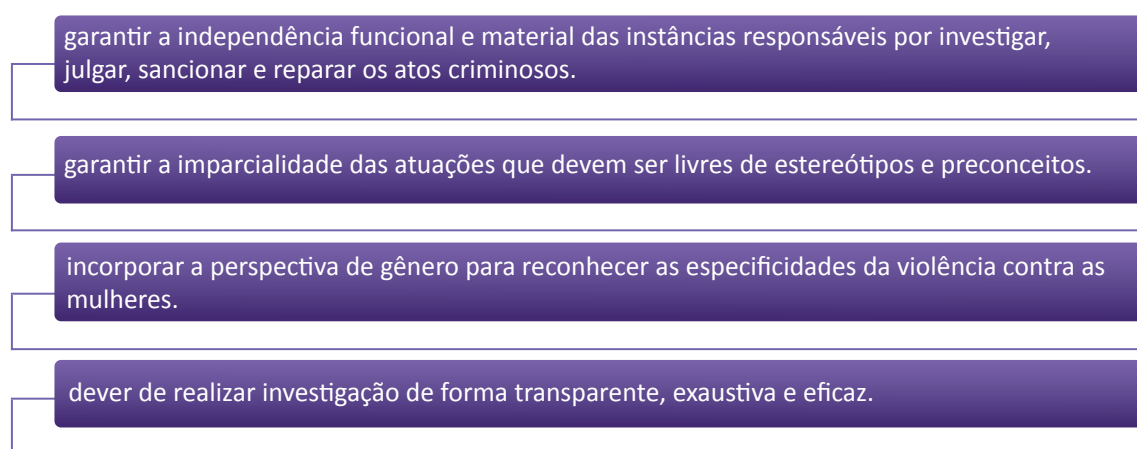 garantir a independência funcional e material das instâncias responsáveis por investigar,
julgar, sancionar e reparar os atos criminosos.
garantir a imparcialidade das atuações que devem ser livres de estereótipos e preconceitos.
incorporar a perspectiva de gênero para reconhecer as especificidades da violência contra as
mulheres.
dever de realizar investigação de forma transparente, exaustiva e eficaz.